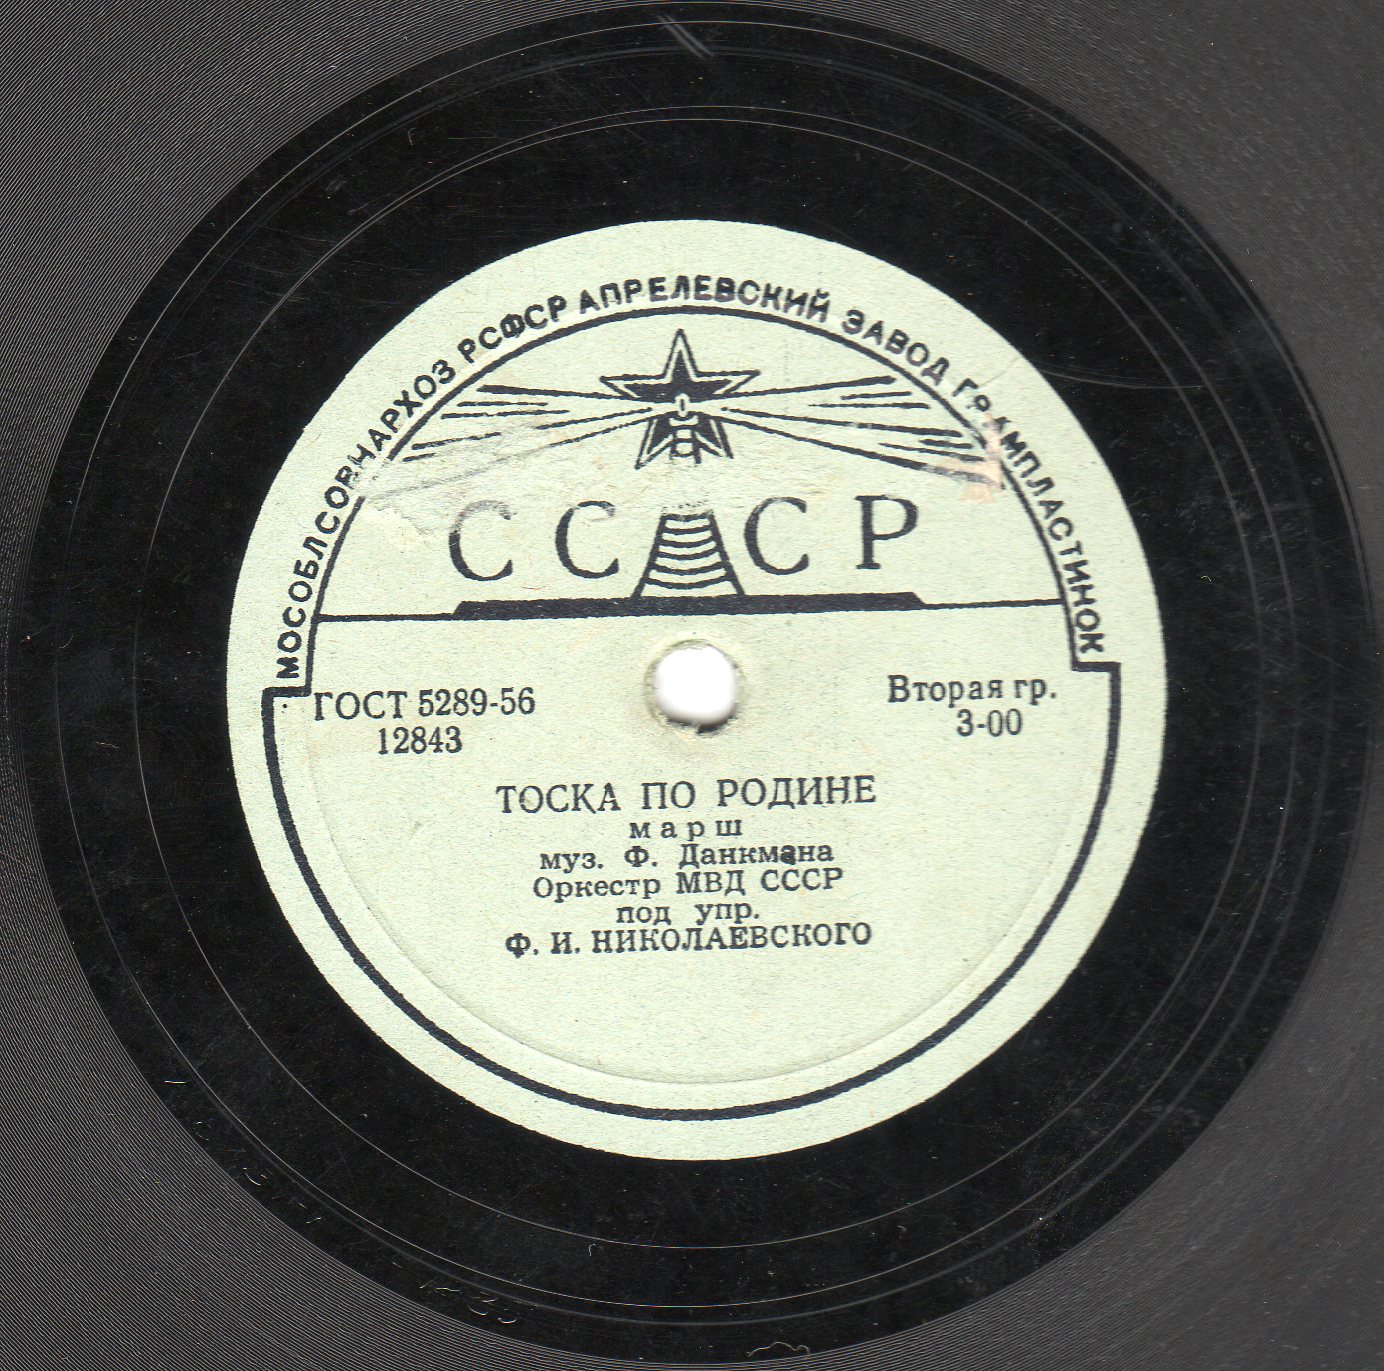 МОСОБЛСОВНАРХОЗ РСФСР АПРЕЛЕВСКИЙ ЗАВОД ГРАМПЛАСТИНОК
СССР
ГОСТ 5289-56
12843
Вторая гр.
3-00
ТОСКА ПО РОДИНЕ
марш
муз. Ф. Данкмана
Оркестр МВД СССР
под упр.
Ф. И. НИКОЛАЕВСКОГО